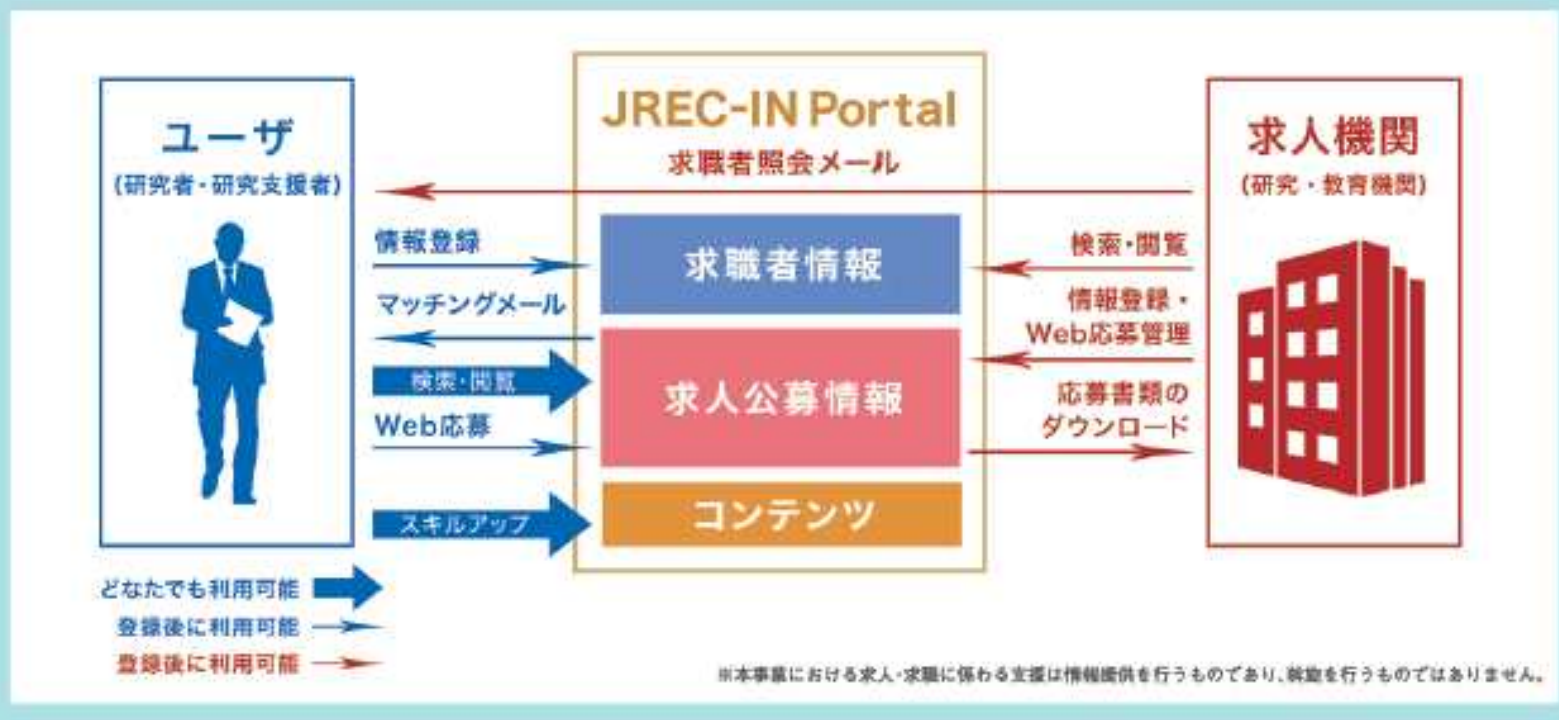 ユーザ
(研究者・研究支援者)
JREC-IN Portal
求職者照会メール
求人機関
(研究・教育機関)
情報登録
マッチングメール
検索・閲覧
Web応募
スキルアップ
求職者情報
求人公募情報
コンテンツ
検索・閲覧
情報登録・
Web応募管理
応募書類の
ダウンロード
どなたでも利用可能
登録後に利用可能
登録後に利用可能
※本事業における求人・求職に係わる支援は情報提供を行うものであり、斡旋を行うものではありません。